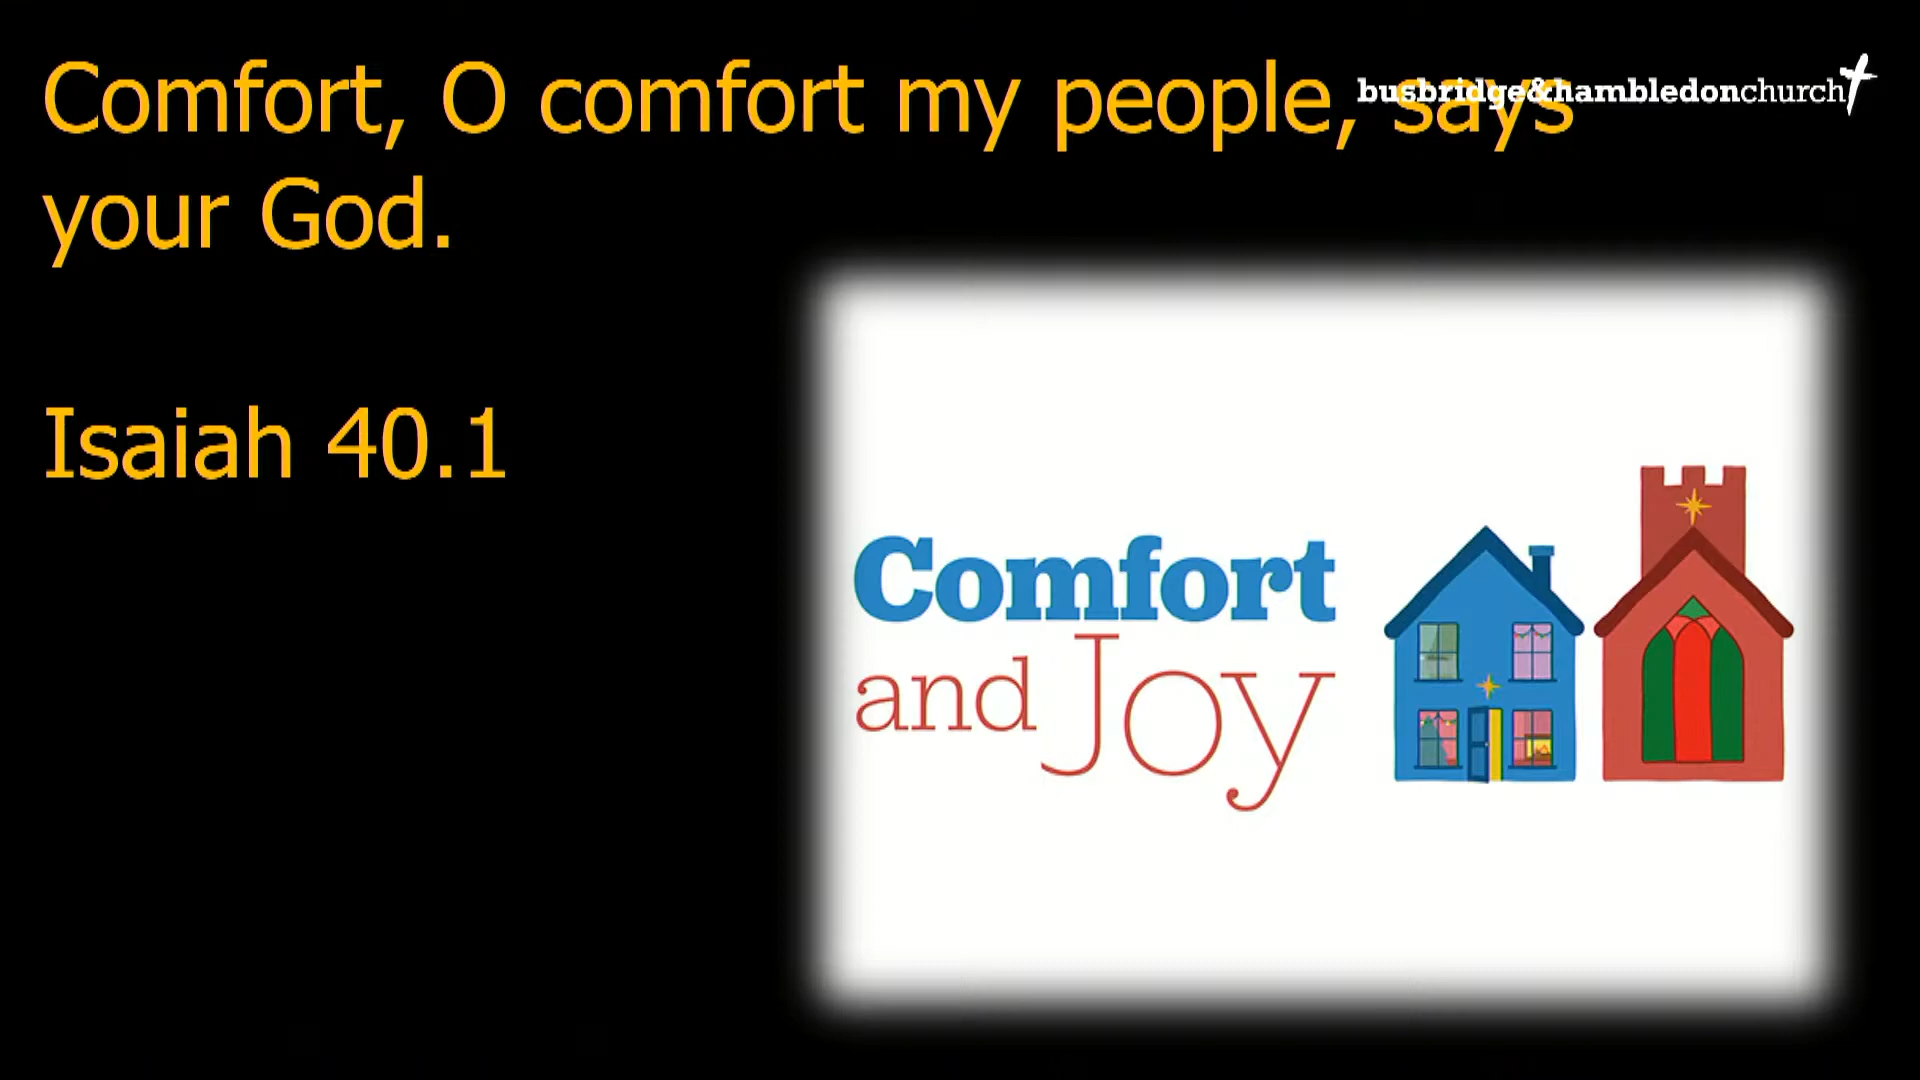 Comfort, O comfort my people, says
your God.
busbridge&hambledonchurch
Isaiah 40.1
Comfort
and Joy